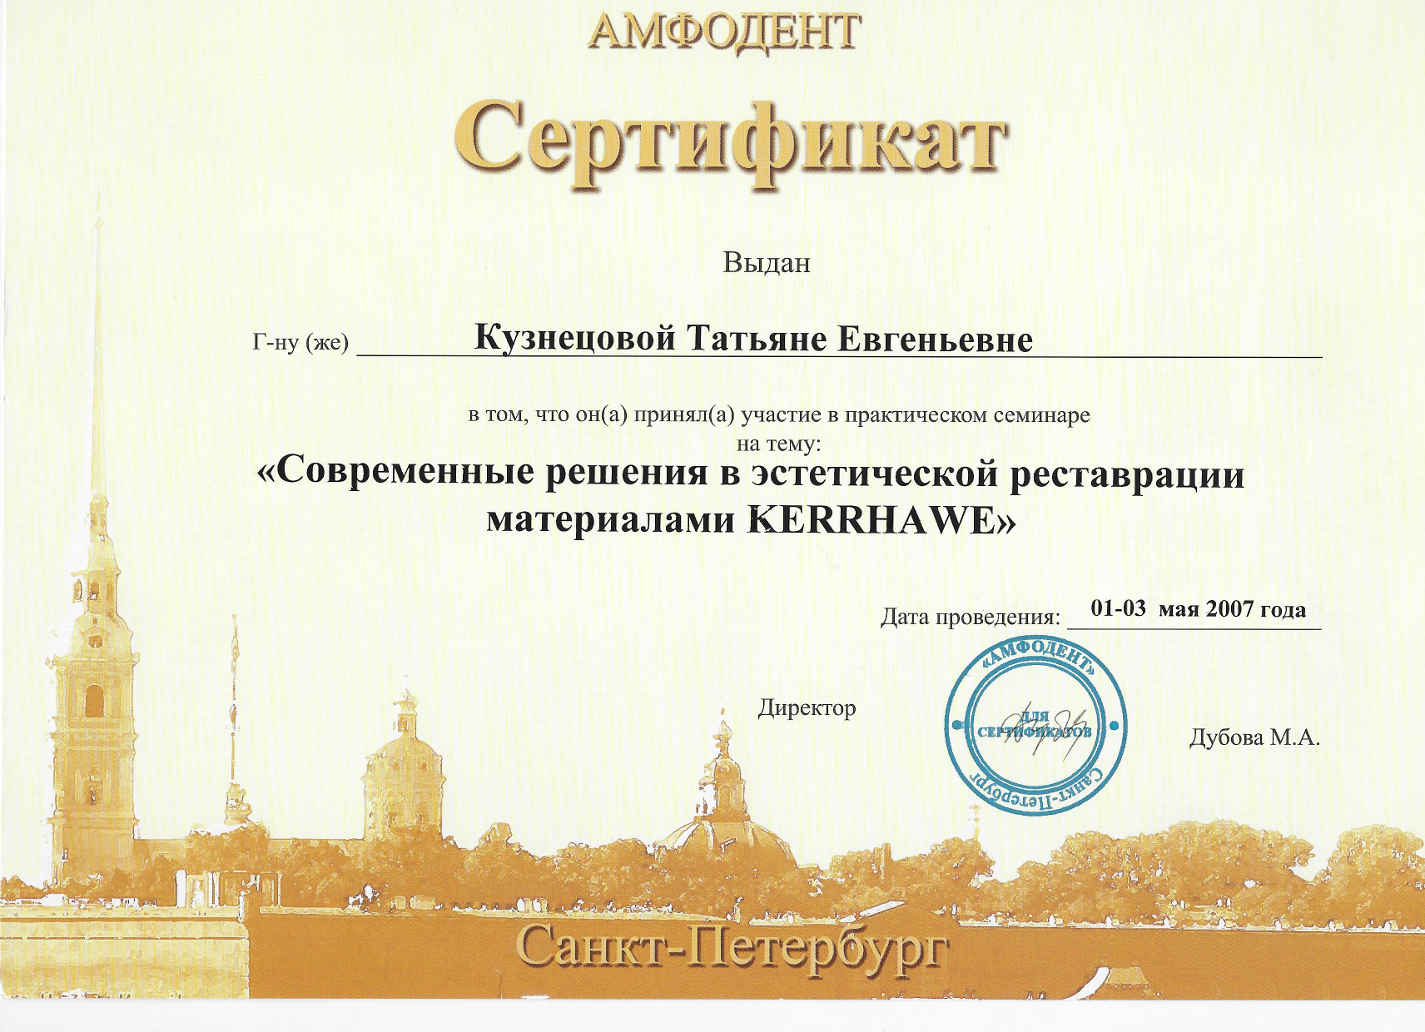 АМФОДЕНТ
Сертификат
Выдан
Г-ну (же) Кузнецовой Татьяне Евгеньевне
в том, что он(а) принял(а) участие в практическом семинаре
на тему:
«Современные решения в эстетической реставрации
материалами KERRHAWE»
Дата проведения: 01-03 мая 2007 года
«АМФОДЕНТ»
ДЛЯ
СЕРТИФИКАТОВ
Санкт-Петербург
Директор
Дубова М.А.
Санкт-Петербург